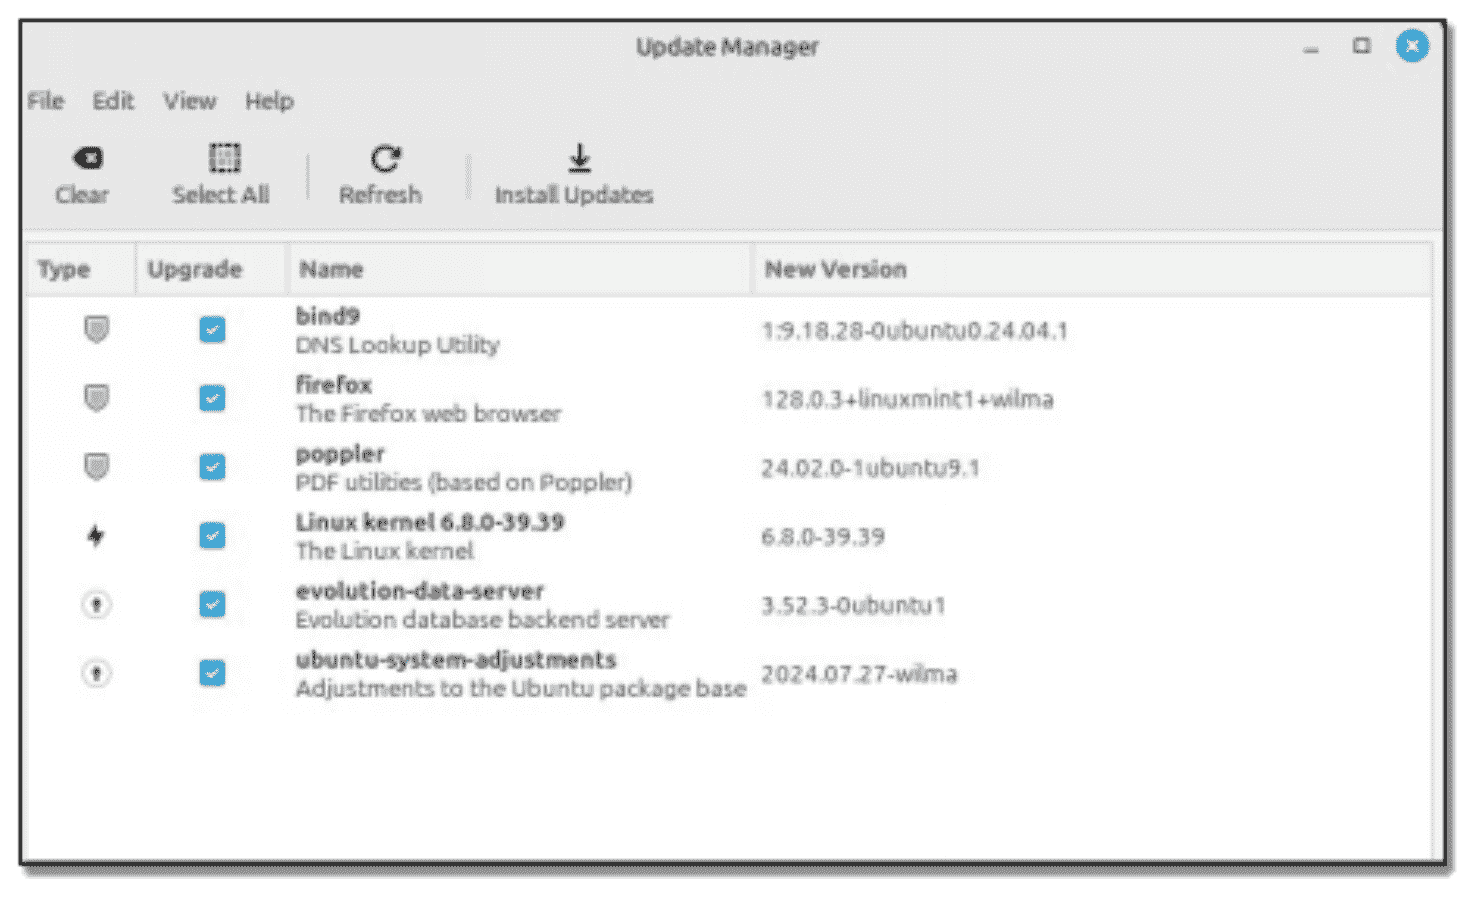 Update Manager
File Edit View Help
Clear Select All Refresh Install Updates
Type Upgrade Name New Version
bind9
DNS Lookup Utility
1:9.18.28-0ubuntu0.24.04.1
firefox
The Firefox web browser
128.0.3+linuxmint1+wilma
poppler
PDF utilities (based on Poppler)
24.02.0-1ubuntu9.1
Linux kernel 6.8.0-39.39
The Linux kernel
6.8.0-39.39
evolution-data-server
Evolution database backend server
3.52.3-0ubuntu1
ubuntu-system-adjustments
Adjustments to the Ubuntu package base
2024.07.27-wilma